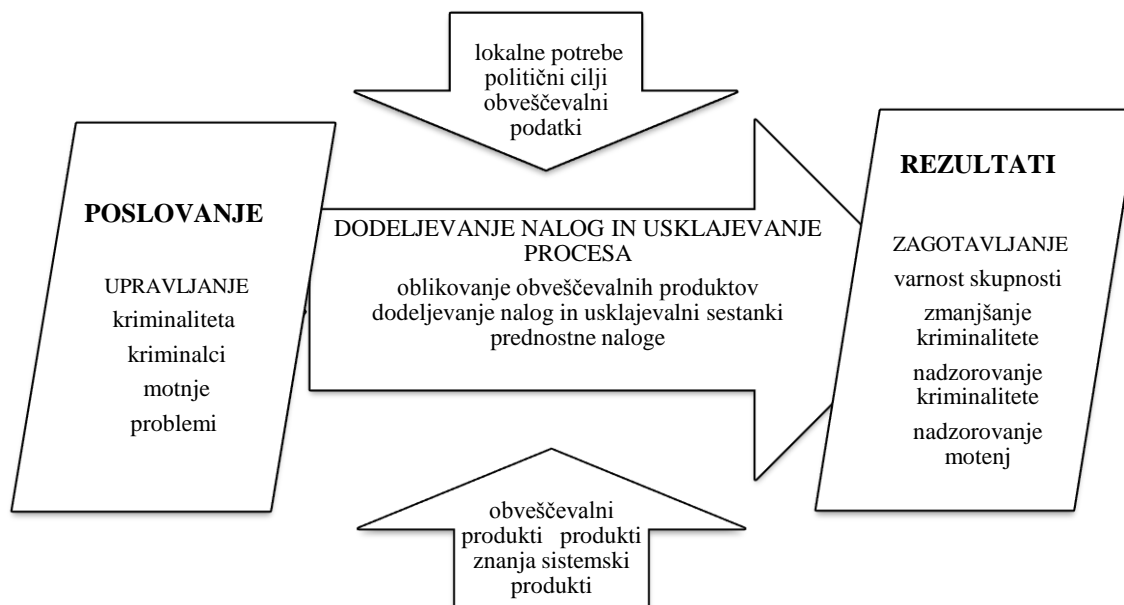 lokalne potrebe
politični cilji
obveščevalni
podatki
POSLOVANJE
UPRAVLJANJE
kriminaliteta
kriminalci
motnje
problemi
DODELJEVANJE NALOG IN USKLAJEVANJE
PROCESA
oblikovanje obveščevalnih produktov
dodeljevanje nalog in usklajevalni sestanki
prednostne naloge
REZULTATI
ZAGOTAVLJANJE
varnost skupnosti
zmanjšanje
kriminalitete
nadzorovanje
kriminalitete
nadzorovanje
motenj
obveščevalni
produkti produkti
znanja sistemski
produkti